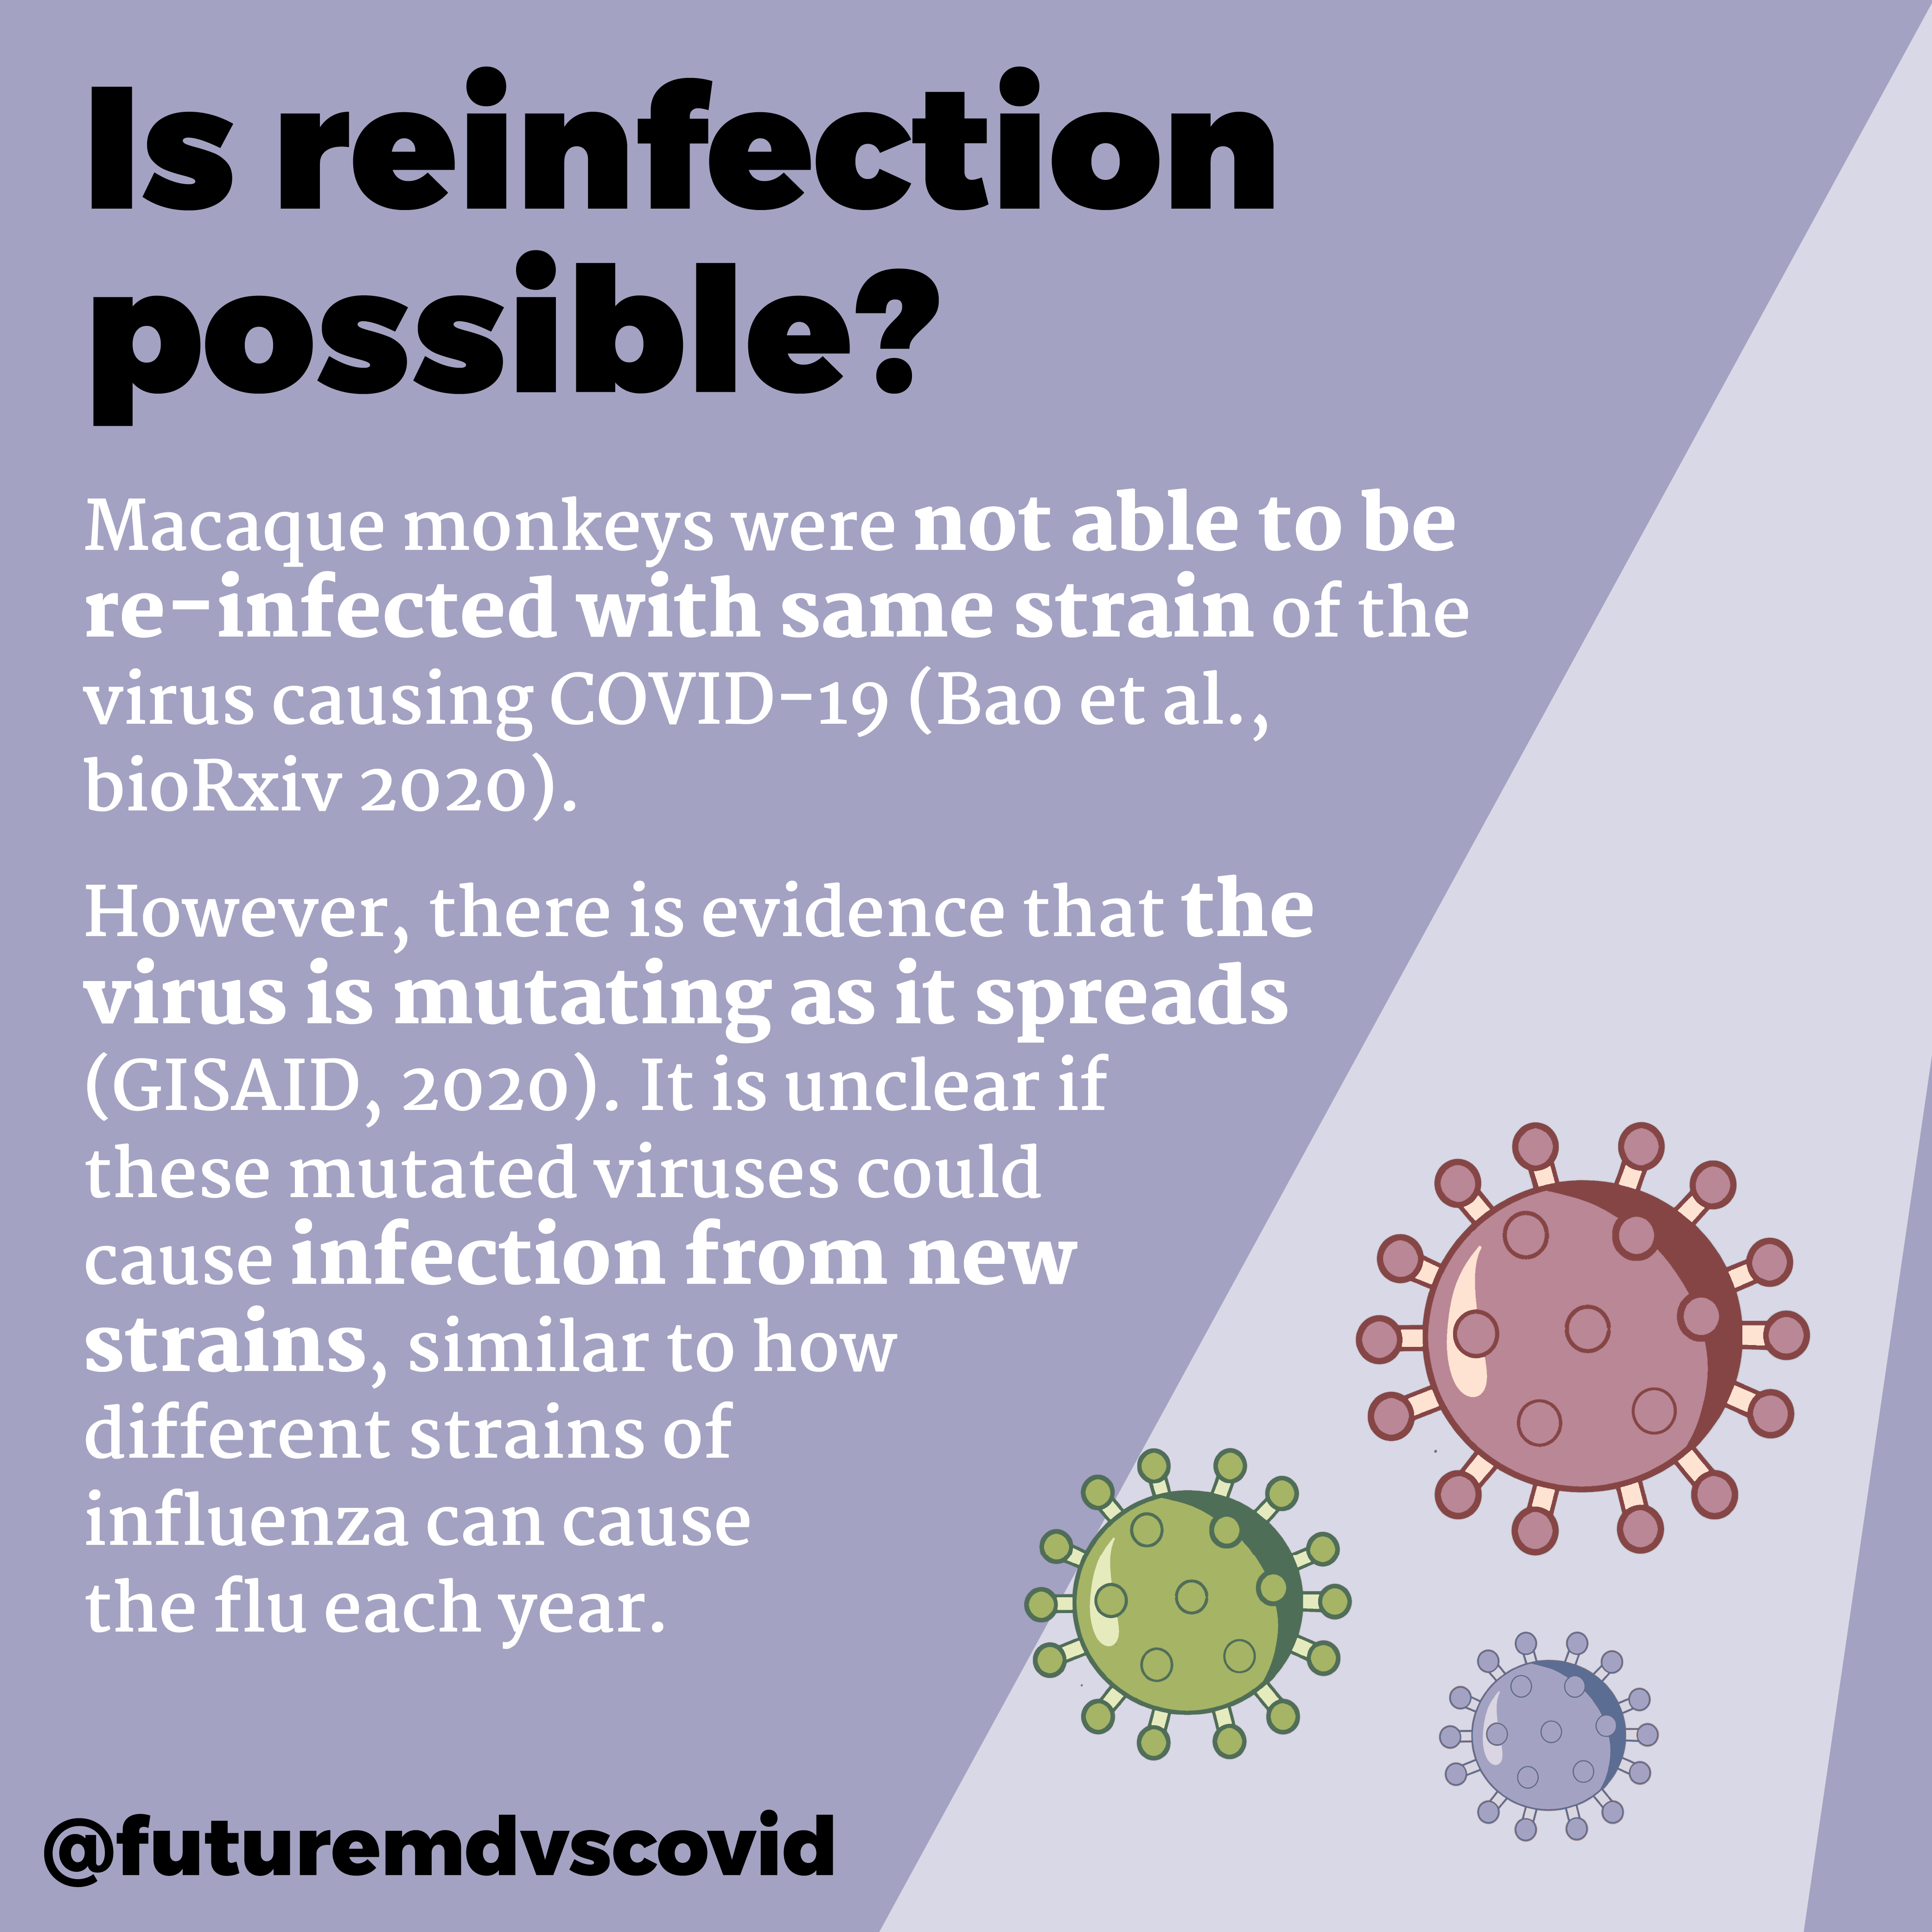 Is reinfection
possible?
Macaque monkeys were not able to be
re-infected with same strain of the
virus causing COVID-19 (Bao et al.,
bioRxiv 2020).
However, there is evidence that the
virus is mutating as it spreads
(GISAID, 2020). It is unclear if
these mutated viruses could
cause infection from new
strains, similar to how
different strains of
influenza can cause
the flu each year.
@futuremdvscovid